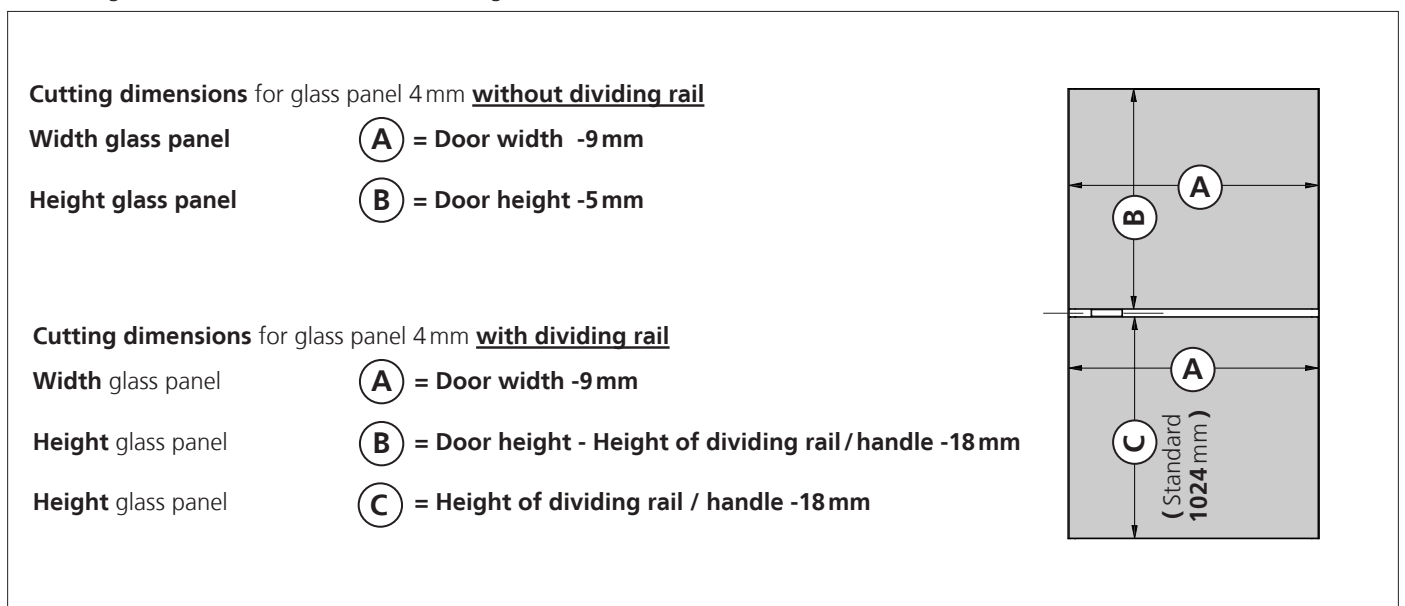 Cutting dimensions for glass panel 4 mm without dividing rail
Width glass panel A = Door width -9 mm
Height glass panel B = Door height -5 mm
Cutting dimensions for glass panel 4 mm with dividing rail
Width glass panel A = Door width -9 mm
Height glass panel B = Door height - Height of dividing rail / handle -18 mm
Height glass panel C = Height of dividing rail / handle -18 mm
A
B
A
C
( Standard
1024 mm )